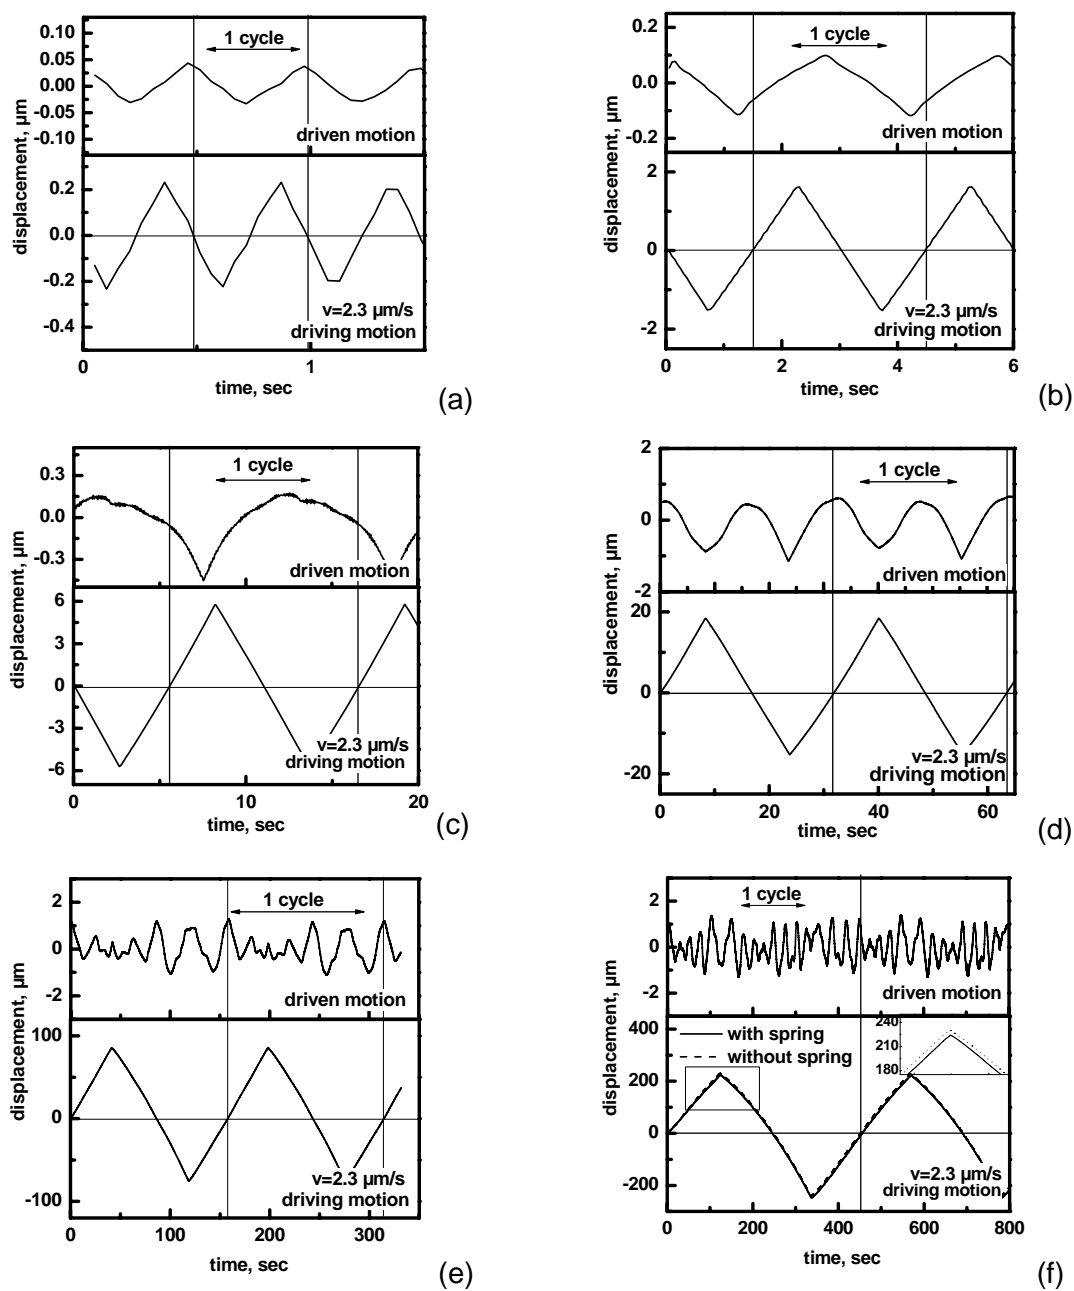 0.10
1 cycle
0.05
0.00
-0.05
-0.10
driven motion
0.2
0.0
-0.2
-0.4
v=2.3 µm/s
driving motion
displacement, µm
0
1
time, sec
(a)
0.2
1 cycle
0.0
-0.2
driven motion
2
0
-2
v=2.3 µm/s
driving motion
displacement, µm
0
2
4
6
time, sec
(b)
0.3
1 cycle
0.0
-0.3
driven motion
6
3
0
-3
-6
v=2.3 µm/s
driving motion
displacement, µm
0
10
20
time, sec
(c)
2
1 cycle
0
-2
driven motion
20
0
-20
v=2.3 µm/s
driving motion
displacement, µm
0
20
40
60
time, sec
(d)
2
1 cycle
0
-2
driven motion
100
0
-100
v=2.3 µm/s
driving motion
displacement, µm
0
100
200
300
time, sec
(e)
2
1 cycle
0
-2
driven motion
400
200
0
-200
with spring
without spring
240
210
180
v=2.3 µm/s
driving motion
displacement, µm
0
200
400
600
800
time, sec
(f)